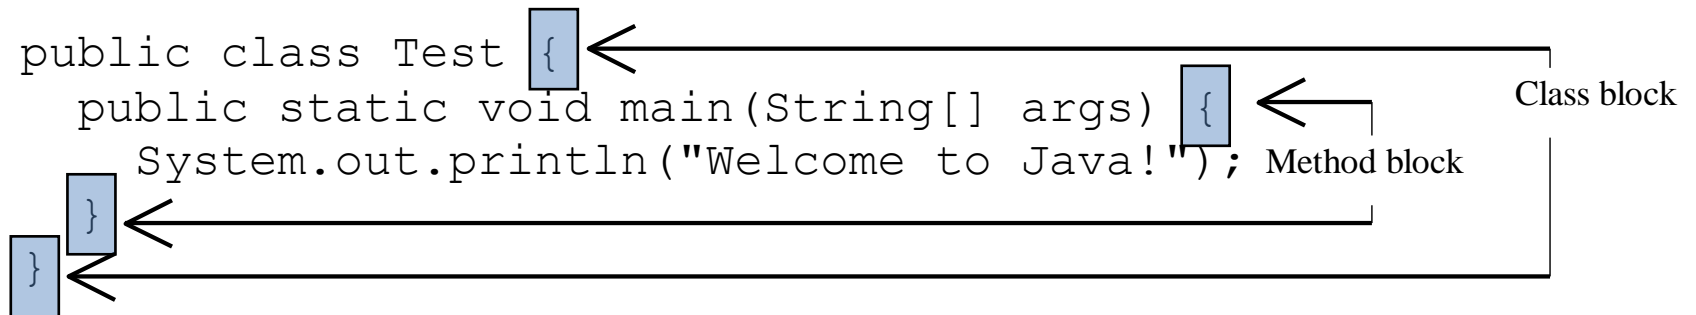 public class Test {
Class block
public static void main(String[] args) {
System.out.println("Welcome to Java!");
Method block
}
}